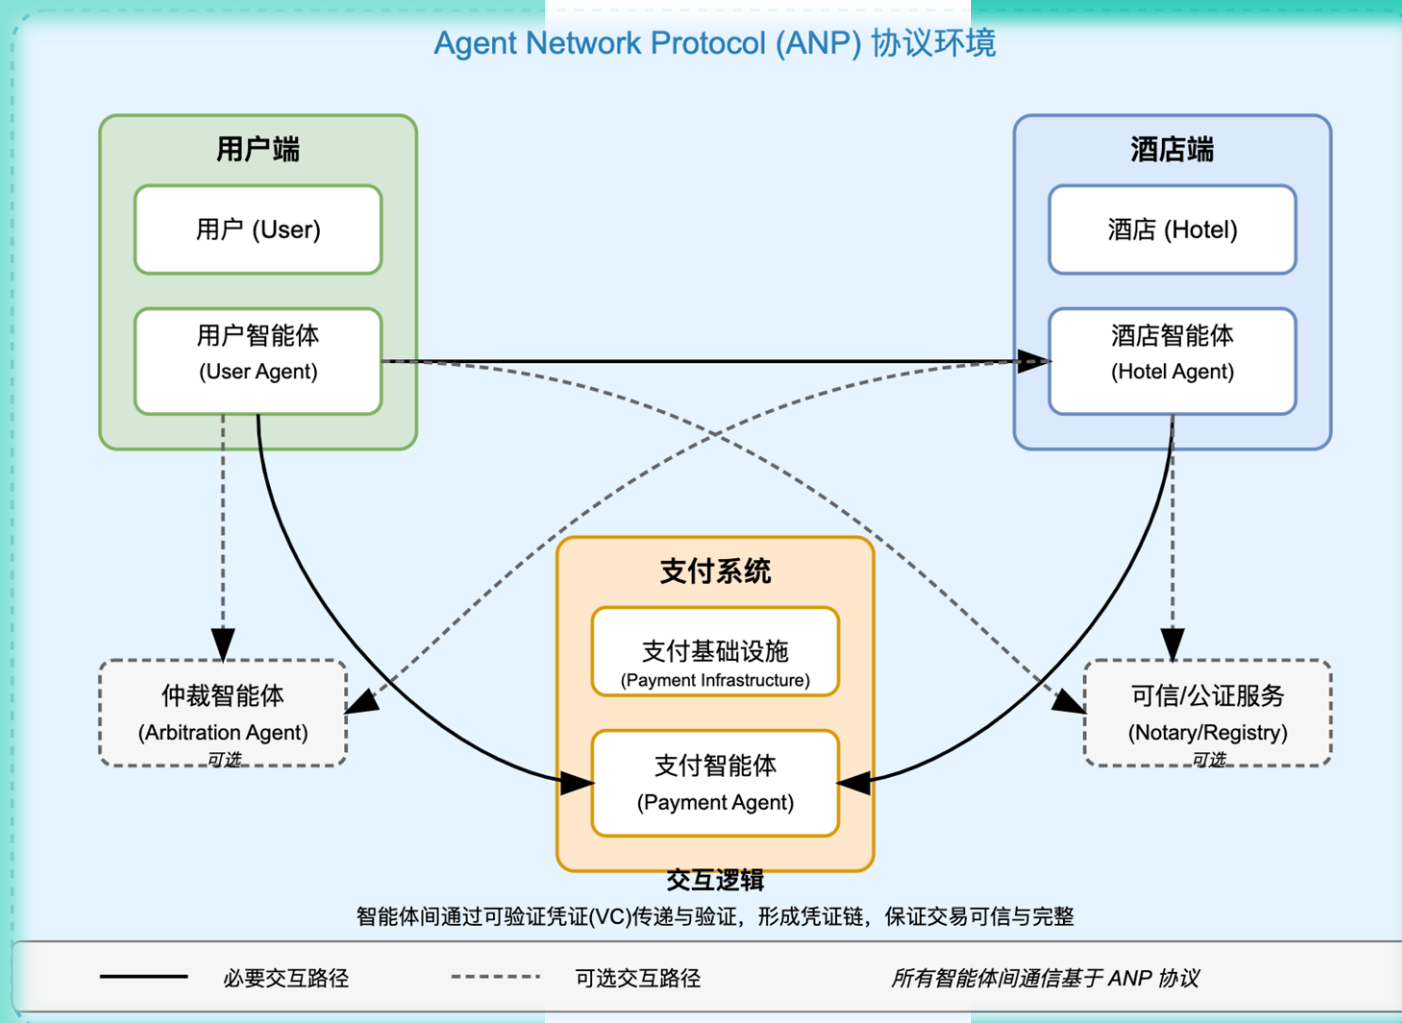 Agent Network Protocol (ANP) 协议环境
用户端
用户 (User)
用户智能体
(User Agent)
酒店端
酒店 (Hotel)
酒店智能体
(Hotel Agent)
支付系统
支付基础设施
(Payment Infrastructure)
支付智能体
(Payment Agent)
仲裁智能体
(Arbitration Agent)
可选
可信/公证服务
(Notary/Registry)
可选
交互逻辑
智能体间通过可验证凭证(VC)传递与验证，形成凭证链，保证交易可信与完整
必要交互路径
可选交互路径
所有智能体间通信基于 ANP 协议